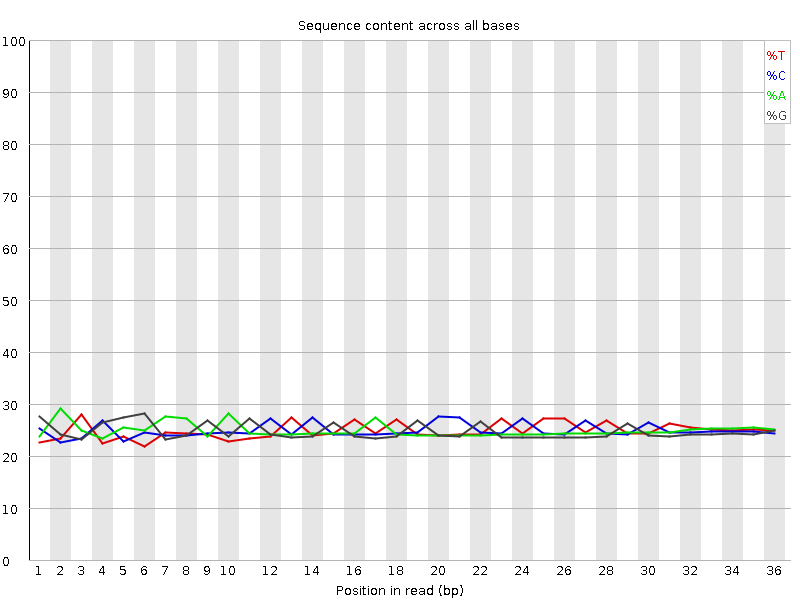 Sequence content across all bases
100
90
80
70
60
50
40
30
20
10
0
%T
%C
%A
%G
1 2 3 4 5 6 7 8 9 10 12 14 16 18 20 22 24 26 28 30 32 34 36
Position in read (bp)